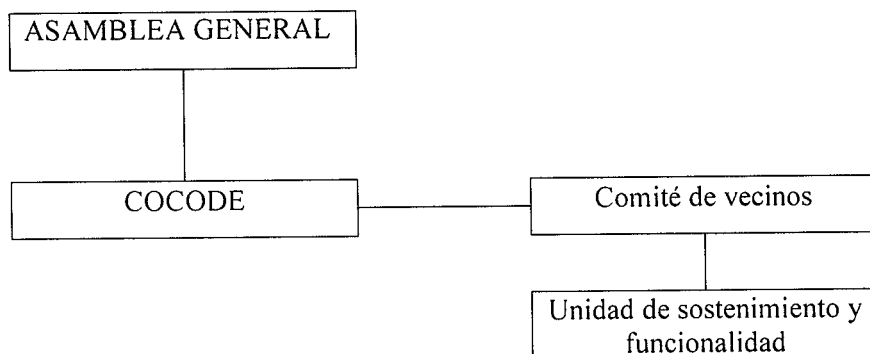 ASAMBLEA GENERAL
COCODE
Comité de vecinos
Unidad de sostenimiento y
funcionalidad